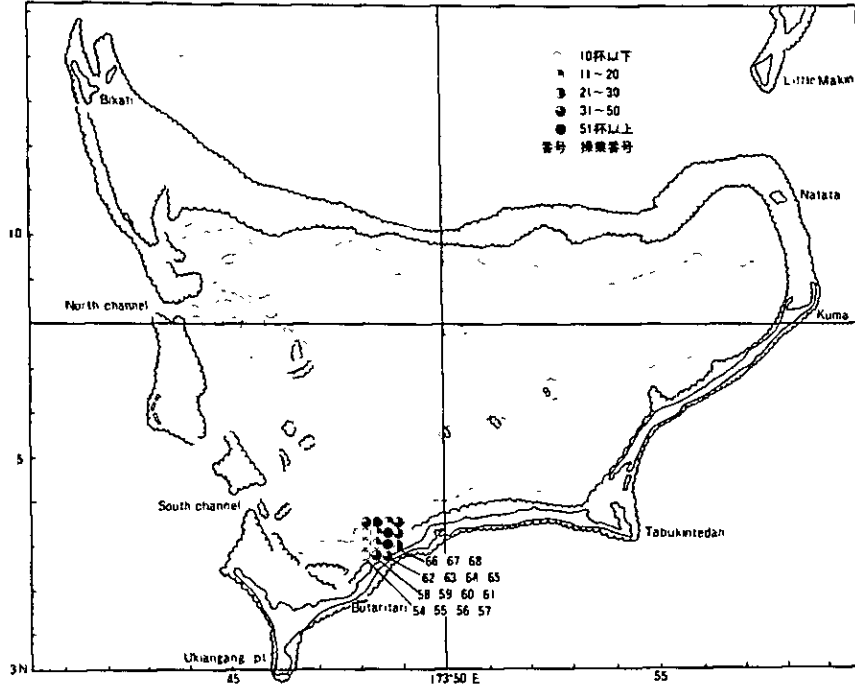 10杯以下
11~20
21~30
31~50
51杯以上
番号 操業番号
Little Makin
Bikati
Natata
10
North channel
Kuma
5
South channel
Tabukintedah
66 67 68
62 63 64 65
58 59 60 61
54 55 56 57
Butaritari
Ukiangang pt
3N
45
173°50 E
55